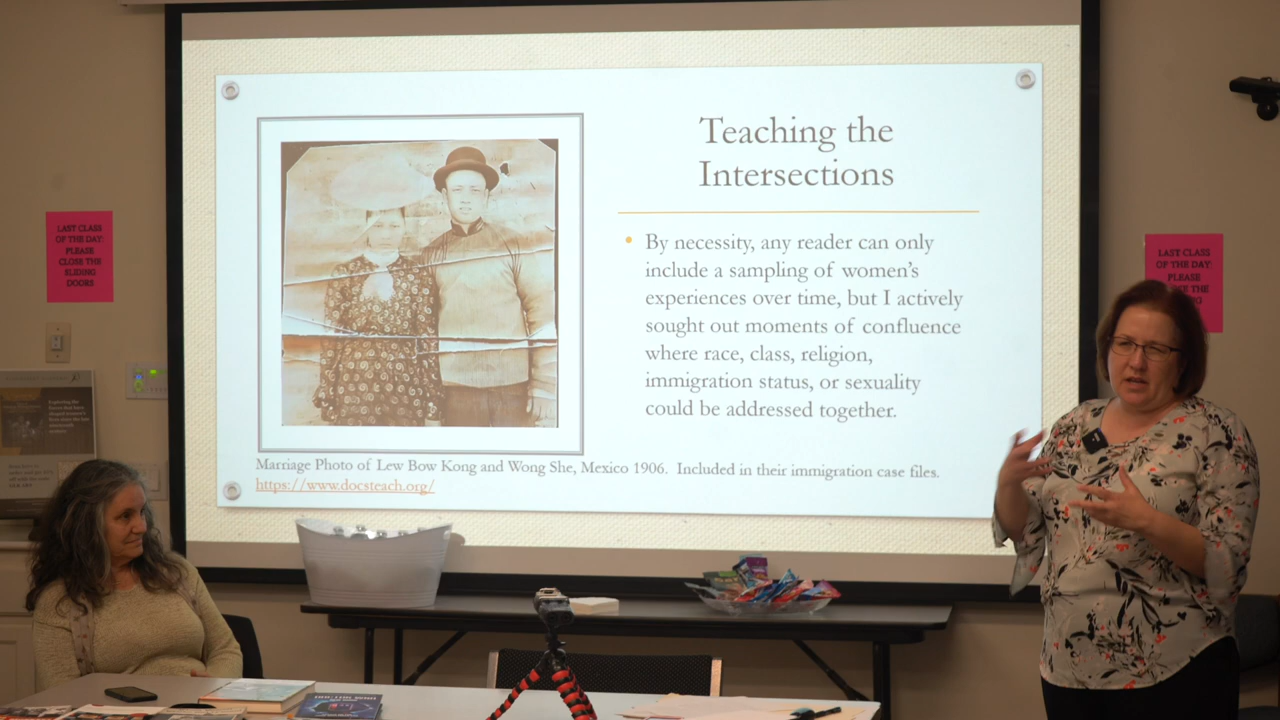 Teaching the
Intersections
• By necessity, any reader can only
include a sampling of women's
experiences over time, but I actively
sought out moments of confluence
where race, class, religion,
immigration status, or sexuality
could be addressed together.
Marriage Photo of Lew Bow Kong and Wong She, Mexico 1906. Included in their immigration case files.
https://www.docsteach.org/
LAST CLASS
OF THE DAY:
PLEASE
CLOSE THE
SLIDING
DOORS
LAST CLASS
OF THE DAY:
PLEASE
THE